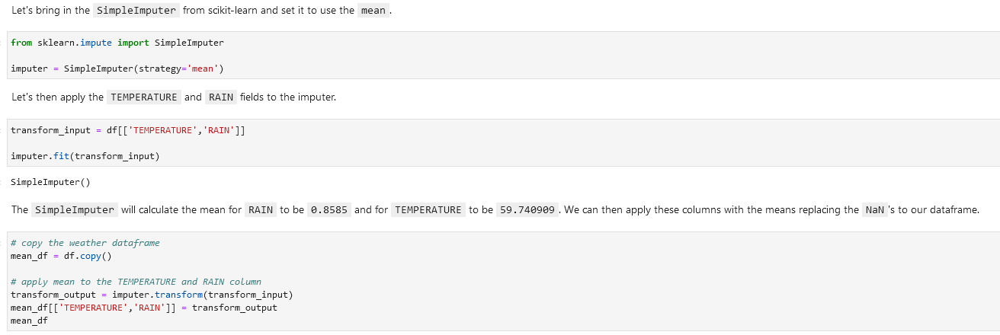 Let's bring in the SimpleImputer from scikit-learn and set it to use the mean.
from sklearn.impute import SimpleImputer
imputer = SimpleImputer(strategy='mean')
Let's then apply the TEMPERATURE and RAIN fields to the imputer.
transform_input = df[['TEMPERATURE','RAIN']]
imputer.fit(transform_input)
SimpleImputer()
The SimpleImputer will calculate the mean for RAIN to be 0.8585 and for TEMPERATURE to be 59.740909. We can then apply these columns with the means replacing the NaN's to our dataframe.
# copy the weather dataframe
mean_df = df.copy()
# apply mean to the TEMPERATURE and RAIN column
transform_output = imputer.transform(transform_input)
mean_df[['TEMPERATURE','RAIN']] = transform_output
mean_df